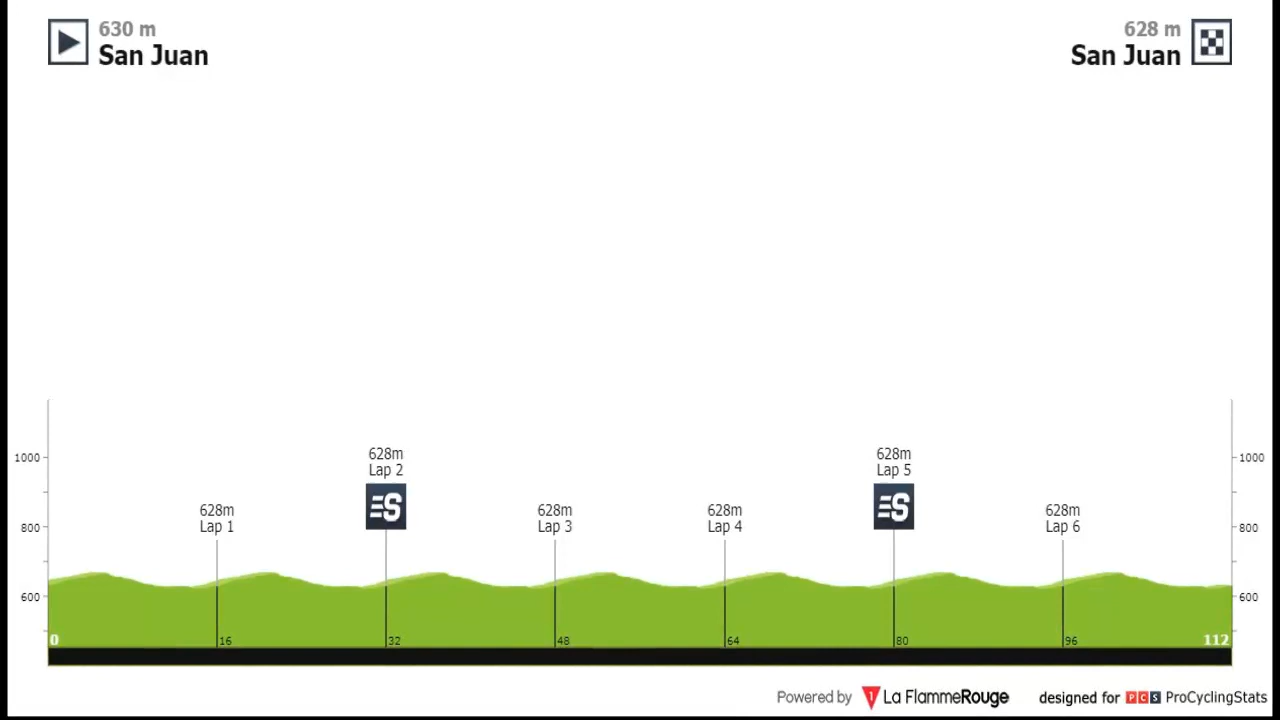 630 m
San Juan
628 m
San Juan
628m
Lap 2
628m
Lap 5
628m
Lap 1
628m
Lap 3
628m
Lap 4
628m
Lap 6
1000
800
600
1000
800
600
0
16
32
48
64
80
96
112
Powered by La FlammeRouge designed for PCS ProCyclingStats